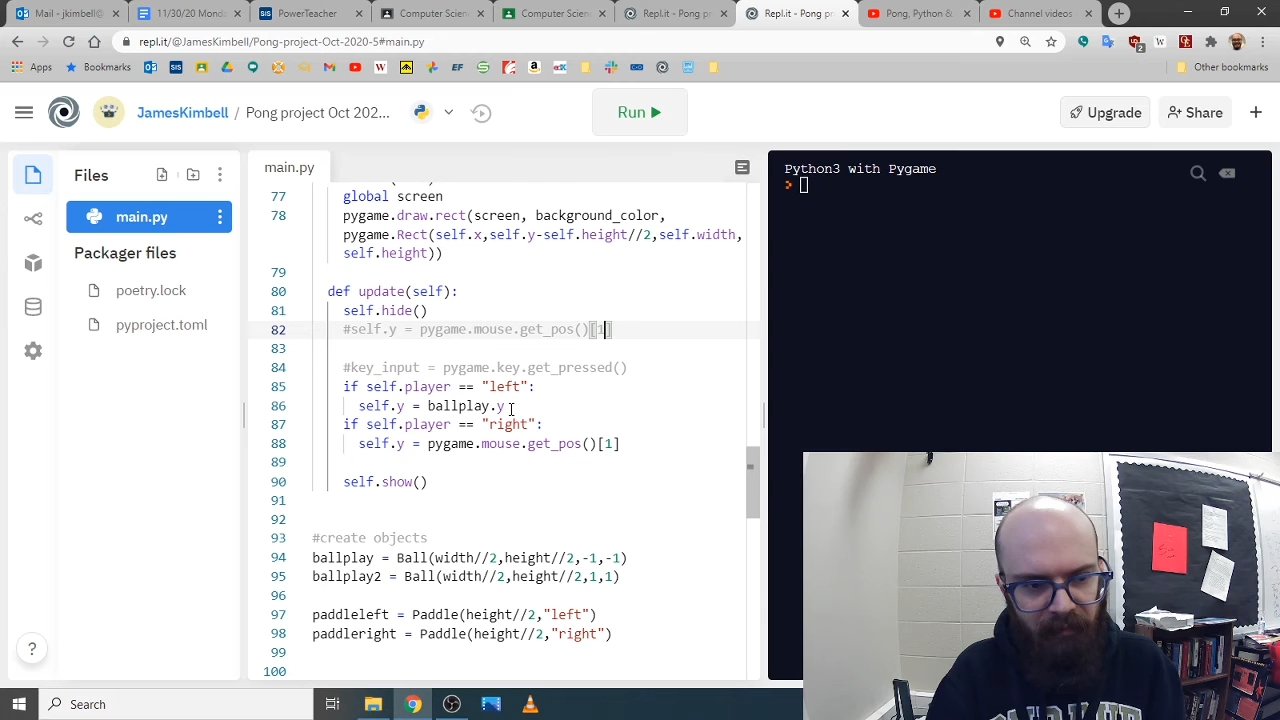 Mail - jkimbell@im
11/30/20 Monda
PowerTeacher
Computer Scienc
Computer Scienc
Repl.it - Pong pr
Repl.it - Pong pr
Pong, Python &
Channel videos
repl.it/@JamesKimbell/Pong-project-Oct-2020-5#main.py
Apps
Bookmarks
Other bookmarks
JamesKimbell / Pong project Oct 202...
Run
Upgrade
Share
Files
main.py
Packager files
poetry.lock
pyproject.toml
main.py
77 global screen
78 pygame.draw.rect(screen, background_color,
pygame.Rect(self.x,self.y-self.height//2,self.width,
self.height))
79
80 def update(self):
81 self.hide()
82 #self.y = pygame.mouse.get_pos()[1]
83
84 #key_input = pygame.key.get_pressed()
85 if self.player == "left":
86 self.y = ballplay.y
87 if self.player == "right":
88 self.y = pygame.mouse.get_pos()[1]
89
90 self.show()
91
92
93 #create objects
94 ballplay = Ball(width//2,height//2,-1,-1)
95 ballplay2 = Ball(width//2,height//2,1,1)
96
97 paddleleft = Paddle(height//2,"left")
98 paddleright = Paddle(height//2,"right")
99
100
Python3 with Pygame
?
Search